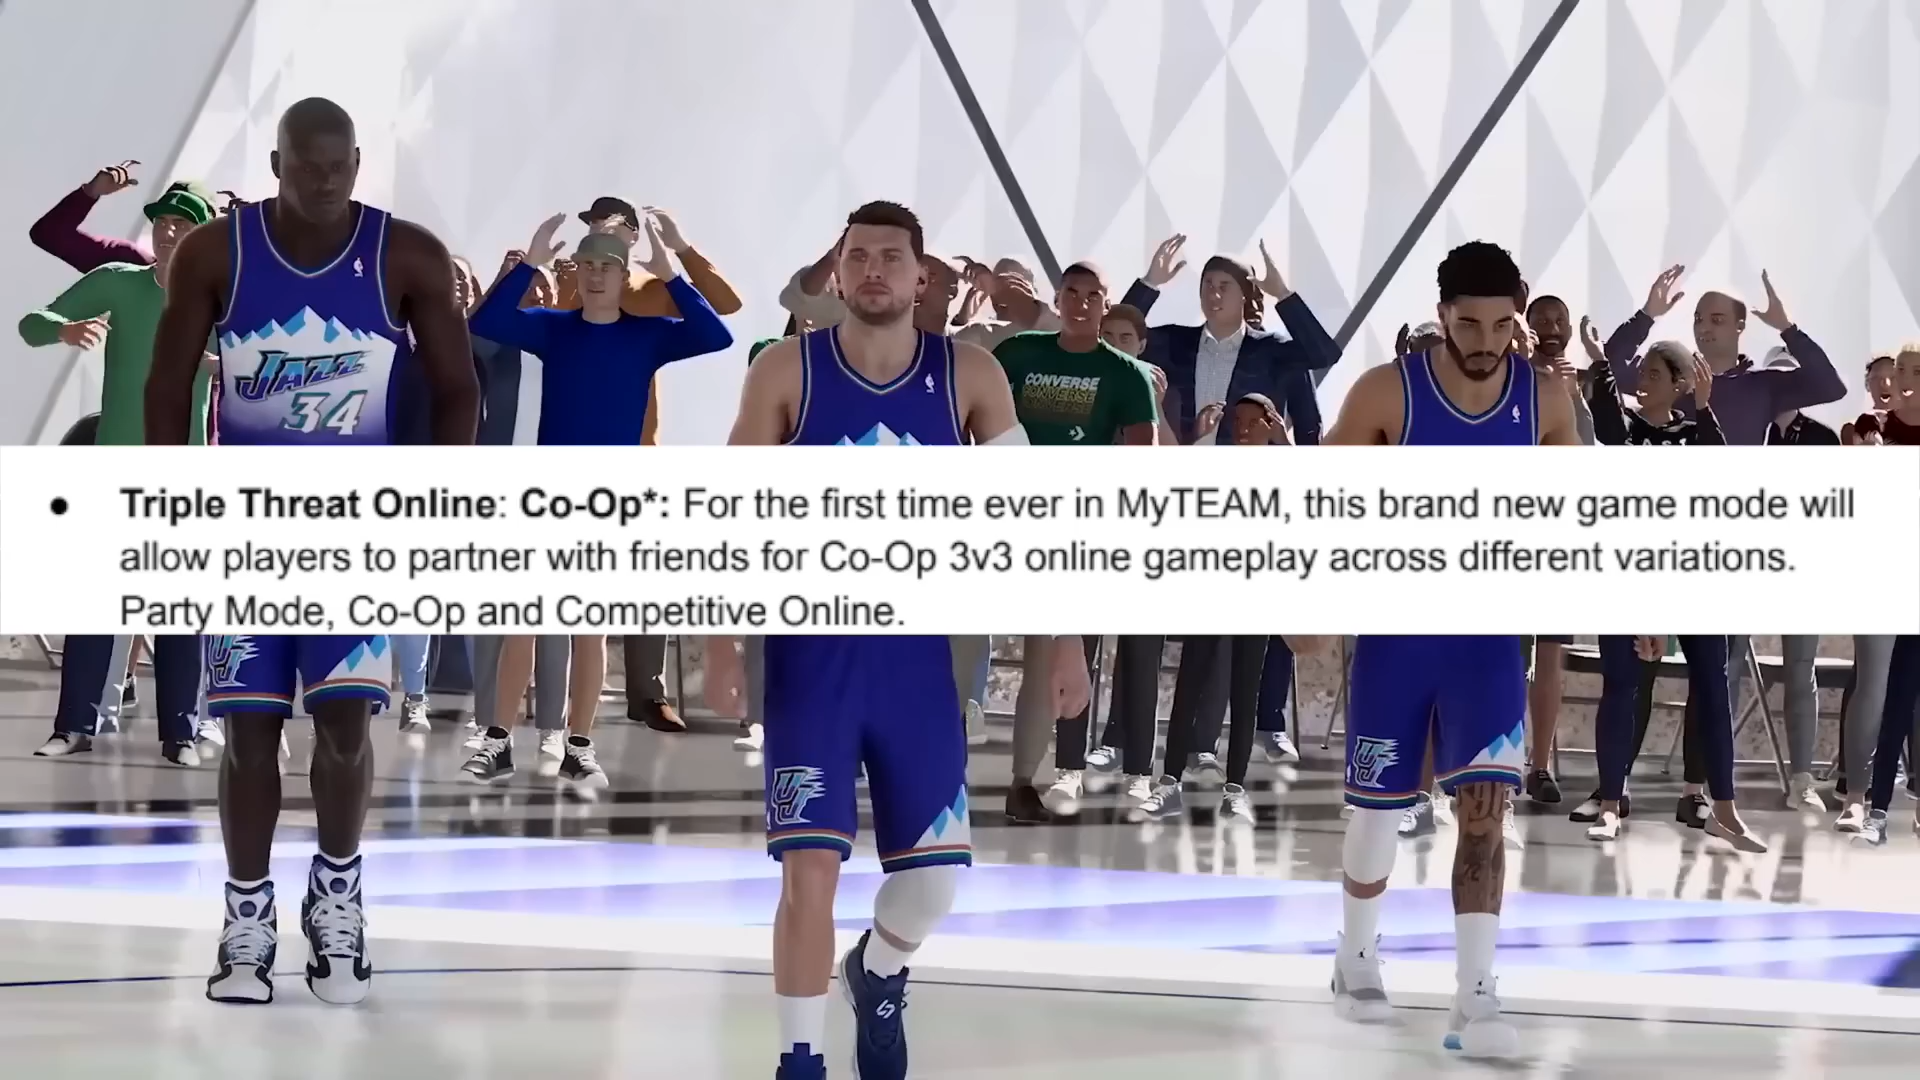 JAZZ
34
CONVERSE
CONVERSE
CONVERSE
● Triple Threat Online: Co-Op*: For the first time ever in MyTEAM, this brand new game mode will
allow players to partner with friends for Co-Op 3v3 online gameplay across different variations.
Party Mode, Co-Op and Competitive Online.